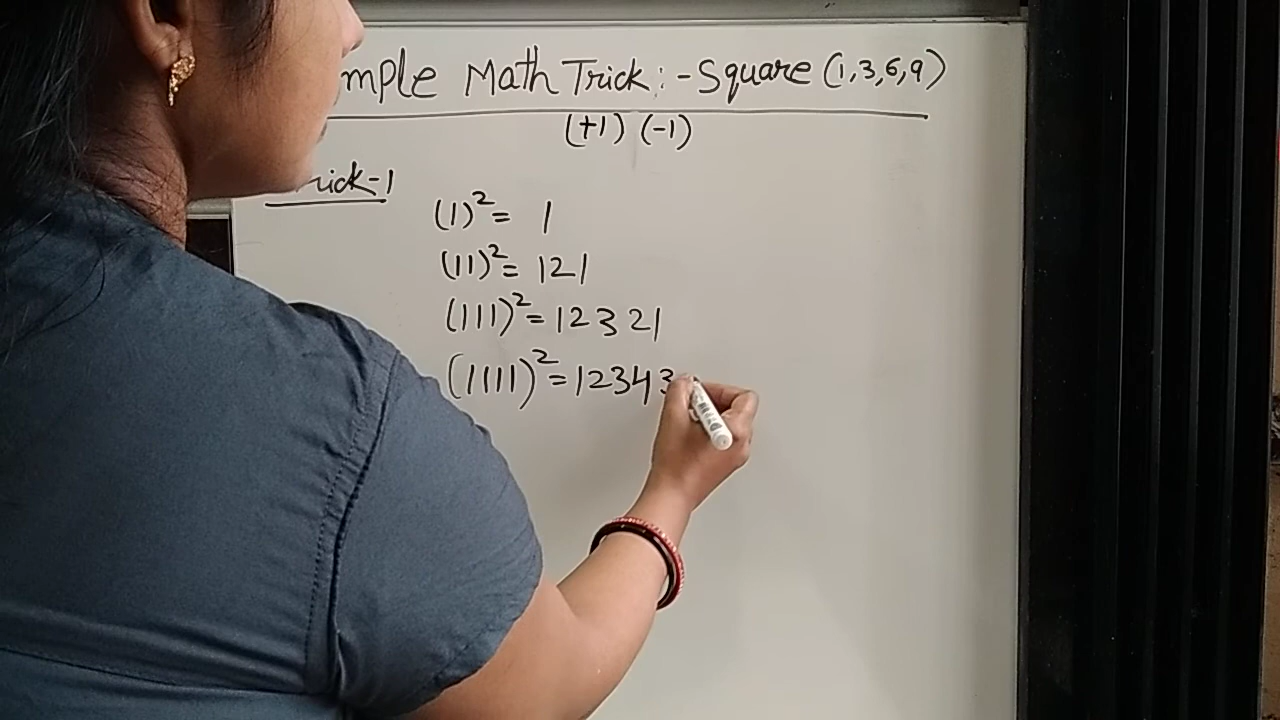 mple Math Trick:-Square (1,3,6,9)
(+1) (-1)
rick-1
(1)²= 1
(11)²= 121
(111)²=12321
(1111)²=12343